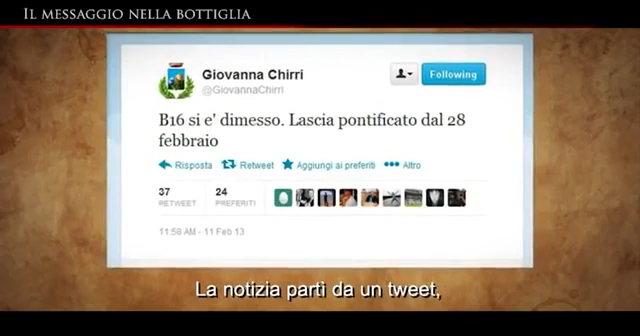 IL MESSAGGIO NELLA BOTTIGLIA
Giovanna Chirri
@GiovannaChirri
Following
B16 si e' dimesso. Lascia pontificato dal 28
febbraio
Risposta Retweet Aggiungi ai preferiti Altro
37 24
RETWEET PREFERITI
11:58 AM - 11 Feb 13
La notizia partì da un tweet,